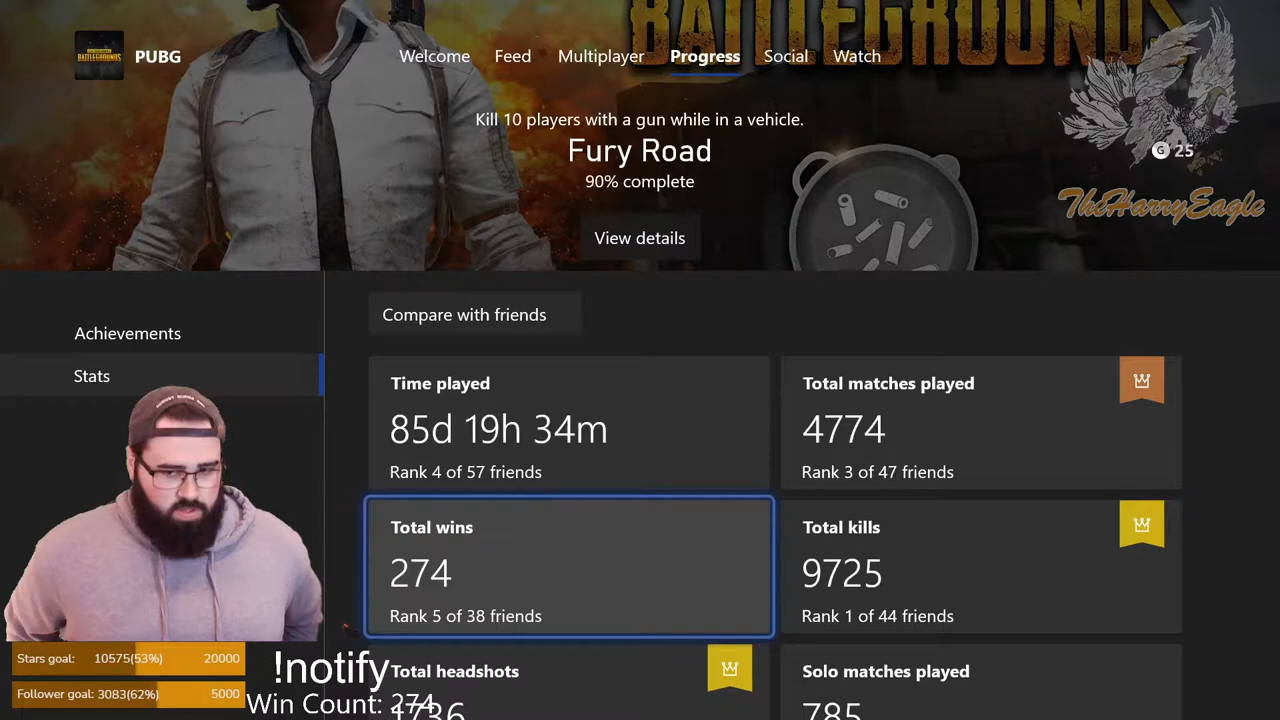 BATTLEGROUNDS
BATTLEGROUNDS
PUBG
Welcome
Feed
Multiplayer
Progress
Social
Watch
Kill 10 players with a gun while in a vehicle.
Fury Road
90% complete
G 25
TheHarryEagle
View details
Achievements
Stats
Compare with friends
Time played
85d 19h 34m
Rank 4 of 57 friends
Total matches played
4774
Rank 3 of 47 friends
Total wins
274
Rank 5 of 38 friends
Total kills
9725
Rank 1 of 44 friends
Total headshots
1736
Solo matches played
785
Stars goal: 10575(53%) 20000
Follower goal: 3083(62%) 5000
!notify
Win Count: 274